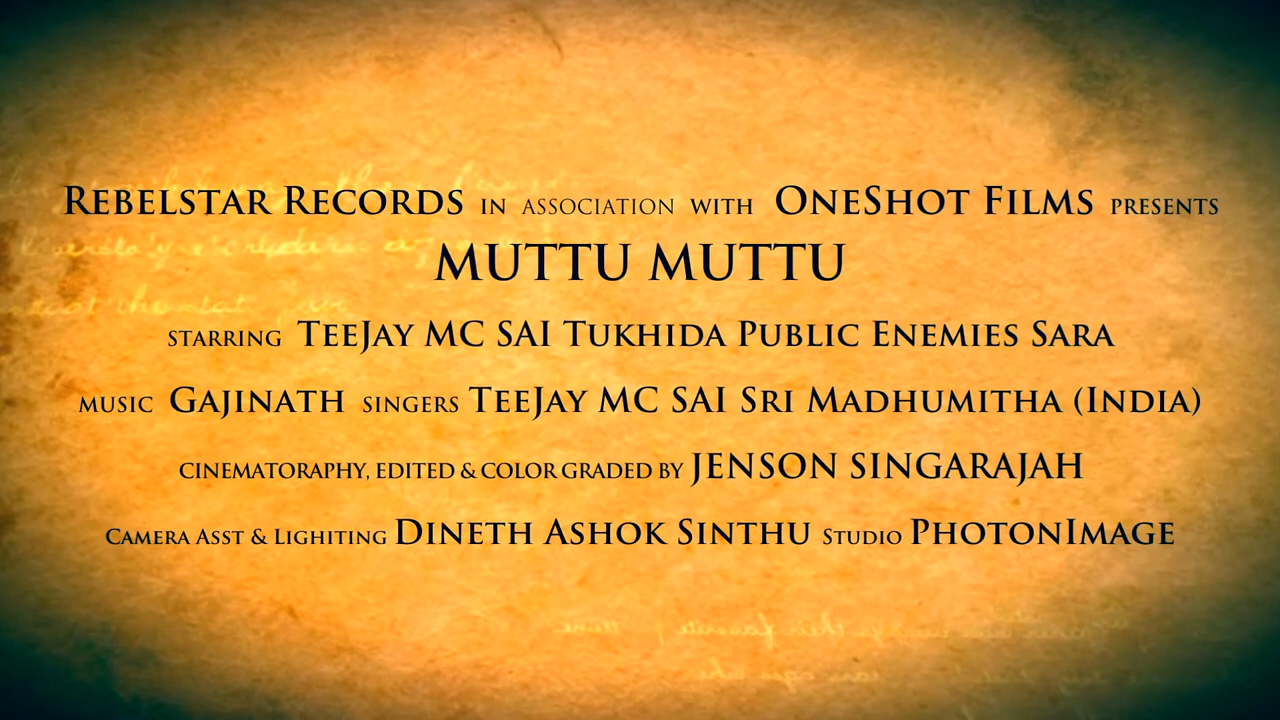 REBELSTAR RECORDS IN ASSOCIATION WITH ONESHOT FILMS PRESENTS
MUTTU MUTTU
STARRING TEEJAY MC SAI TUKHIDA PUBLIC ENEMIES SARA
MUSIC GAJINATH SINGERS TEEJAY MC SAI SRI MADHUMITHA (INDIA)
CINEMATORAPHY, EDITED & COLOR GRADED BY JENSON SINGARAJAH
CAMERA ASST & LIGHITING DINETH ASHOK SINTHU STUDIO PHOTONIMAGE